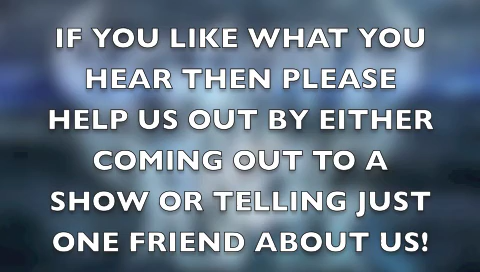 IF YOU LIKE WHAT YOU
HEAR THEN PLEASE
HELP US OUT BY EITHER
COMING OUT TO A
SHOW OR TELLING JUST
ONE FRIEND ABOUT US!